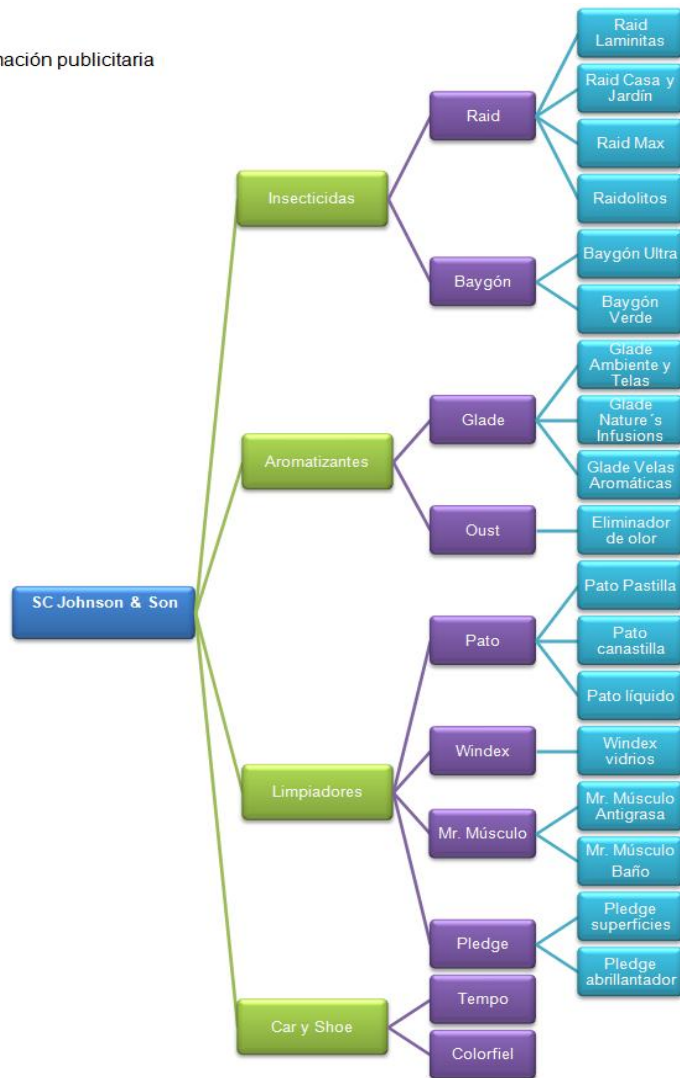 mación publicitaria
SC Johnson & Son
Insecticidas
Raid
Raid
Laminitas
Raid Casa y
Jardín
Raid Max
Raidolitos
Baygón
Baygón Ultra
Baygón
Verde
Aromatizantes
Glade
Glade
Ambiente y
Telas
Glade
Nature´s
Infusions
Glade Velas
Aromáticas
Oust
Eliminador
de olor
Limpiadores
Pato
Pato Pastilla
Pato
canastilla
Pato líquido
Windex
Windex
vidrios
Mr. Músculo
Mr. Músculo
Antigrasa
Mr. Músculo
Baño
Pledge
Pledge
superficies
Pledge
abrillantador
Car y Shoe
Tempo
Colorfiel